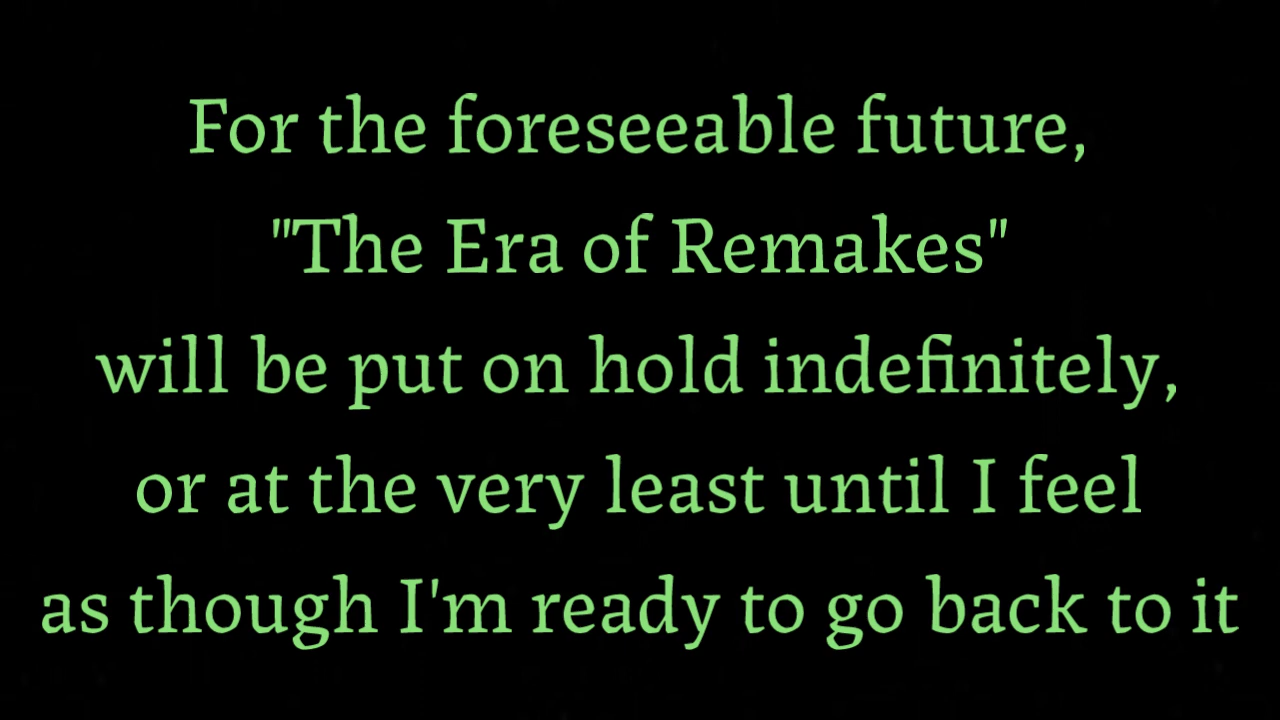 For the foreseeable future,
"The Era of Remakes"
will be put on hold indefinitely,
or at the very least until I feel
as though I'm ready to go back to it